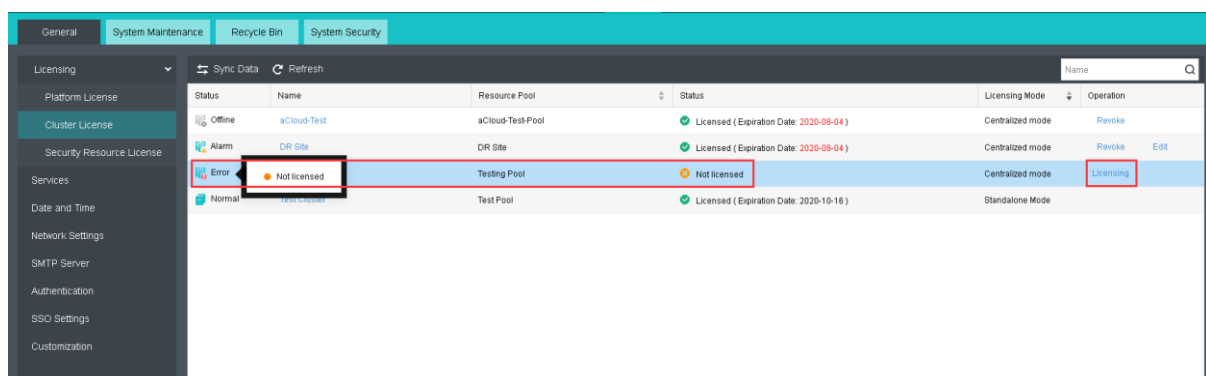 General System Maintenance Recycle Bin System Security
Licensing
Sync Data Refresh Name
Platform License
Status Name Resource Pool Status Licensing Mode Operation
Cluster License
Offline aCloud-Test aCloud-Test-Pool Licensed ( Expiration Date: 2020-08-04 ) Centralized mode Revoke
Security Resource License
Alarm DR Site DR Site Licensed ( Expiration Date: 2020-08-04 ) Centralized mode Revoke Edit
Services
Error Not licensed Testing Pool Not licensed Centralized mode Licensing
Date and Time
Normal Test Cluster Test Pool Licensed ( Expiration Date: 2020-10-16 ) Standalone Mode
Network Settings
SMTP Server
Authentication
SSO Settings
Customization